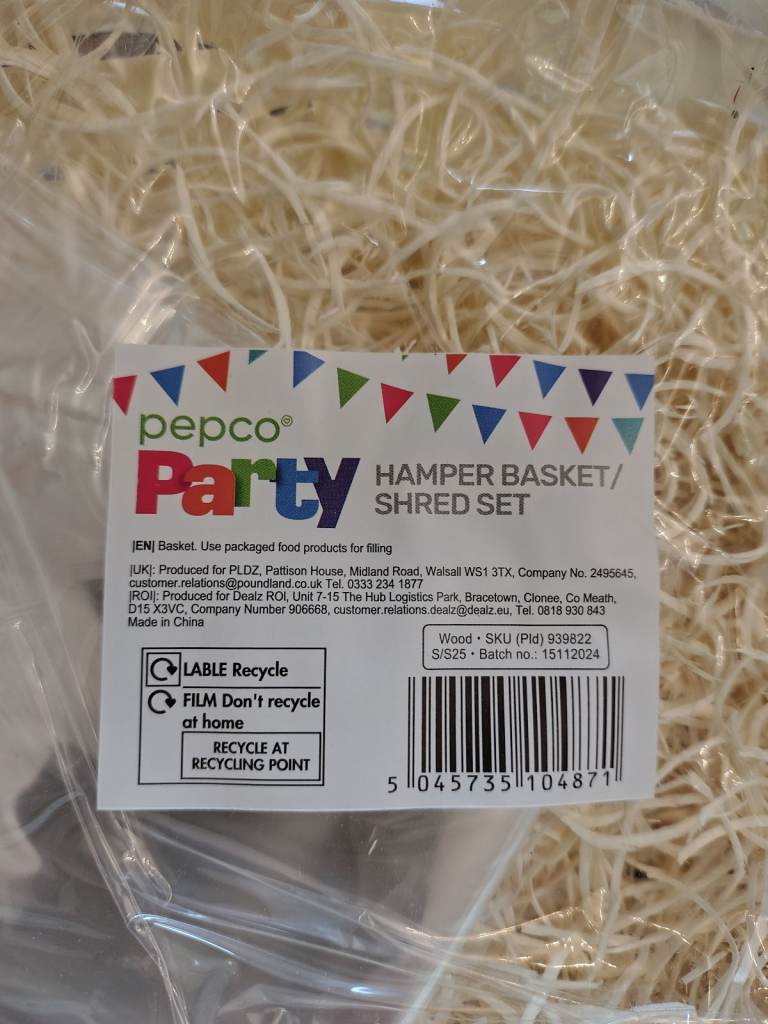 pepco
Party
HAMPER BASKET/
SHRED SET
|EN| Basket. Use packaged food products for filling
|UK|: Produced for PLDZ, Pattison House, Midland Road, Walsall WS1 3TX, Company No. 2495645,
customer.relations@poundland.co.uk Tel. 0333 234 1877
|ROI|: Produced for Dealz ROI, Unit 7-15 The Hub Logistics Park, Bracetown, Clonee, Co Meath,
D15 X3VC, Company Number 906668, customer.relations.dealz@dealz.eu, Tel. 0818 930 843
Made in China
Wood • SKU (Pld) 939822
S/S25 • Batch no.: 15112024
LABLE Recycle
FILM Don't recycle
at home
RECYCLE AT
RECYCLING POINT
5 045735 104871